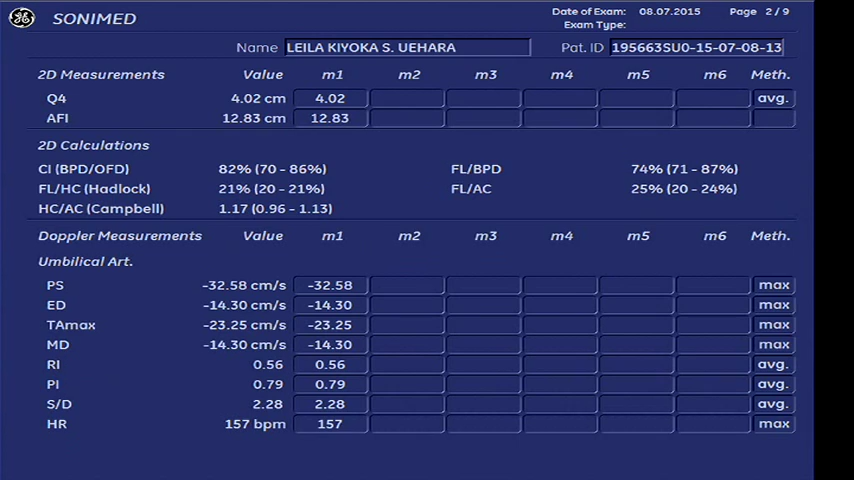 SONIMED Date of Exam: 08.07.2015 Page 2 / 9
Exam Type:
Name LEILA KIYOKA S. UEHARA Pat. ID 195663SU0-15-07-08-13
2D Measurements Value m1 m2 m3 m4 m5 m6 Meth.
Q4 4.02 cm 4.02 avg.
AFI 12.83 cm 12.83
2D Calculations
CI (BPD/OFD) 82% (70 - 86%) FL/BPD 74% (71 - 87%)
FL/HC (Hadlock) 21% (20 - 21%) FL/AC 25% (20 - 24%)
HC/AC (Campbell) 1.17 (0.96 - 1.13)
Doppler Measurements Value m1 m2 m3 m4 m5 m6 Meth.
Umbilical Art.
PS -32.58 cm/s -32.58 max
ED -14.30 cm/s -14.30 max
TAmax -23.25 cm/s -23.25 max
MD -14.30 cm/s -14.30 max
RI 0.56 0.56 avg.
PI 0.79 0.79 avg.
S/D 2.28 2.28 avg.
HR 157 bpm 157 max